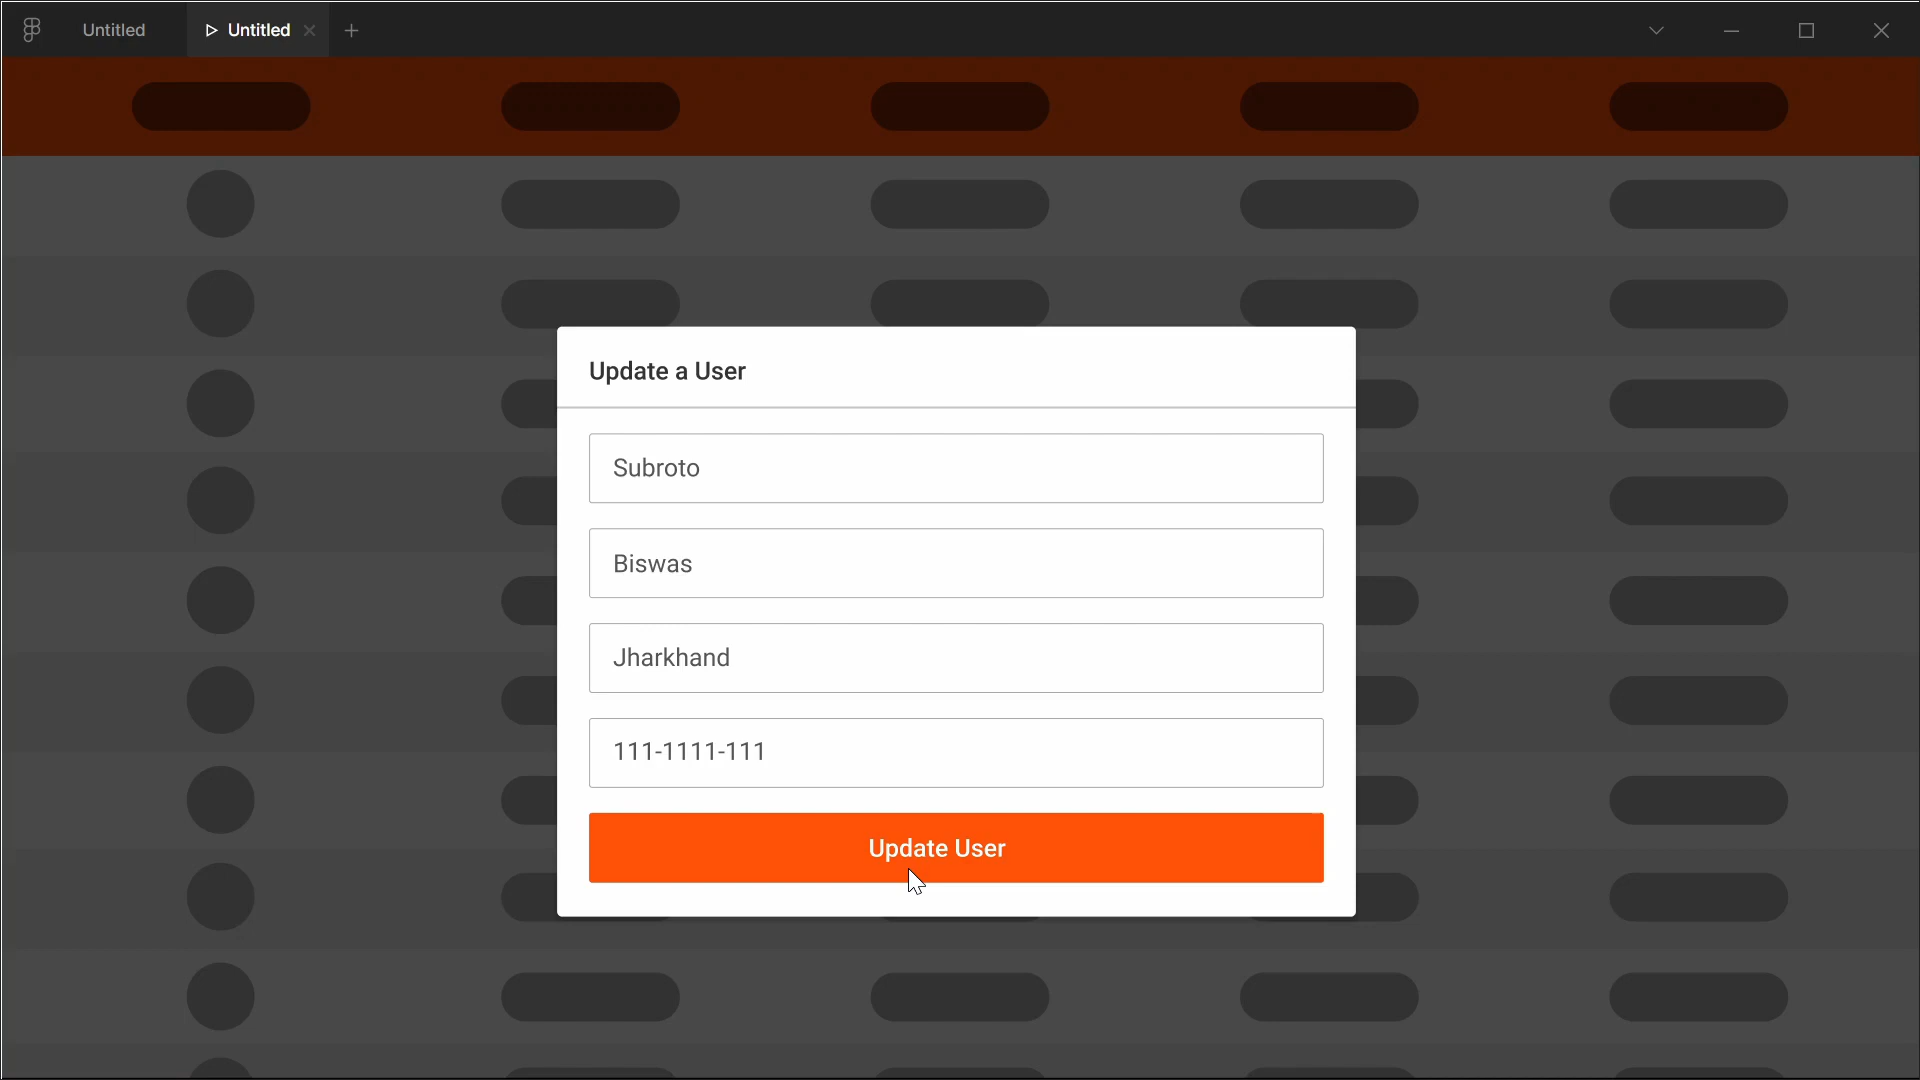 Untitled
Untitled
Update a User
Subroto
Biswas
Jharkhand
111-1111-111
Update User